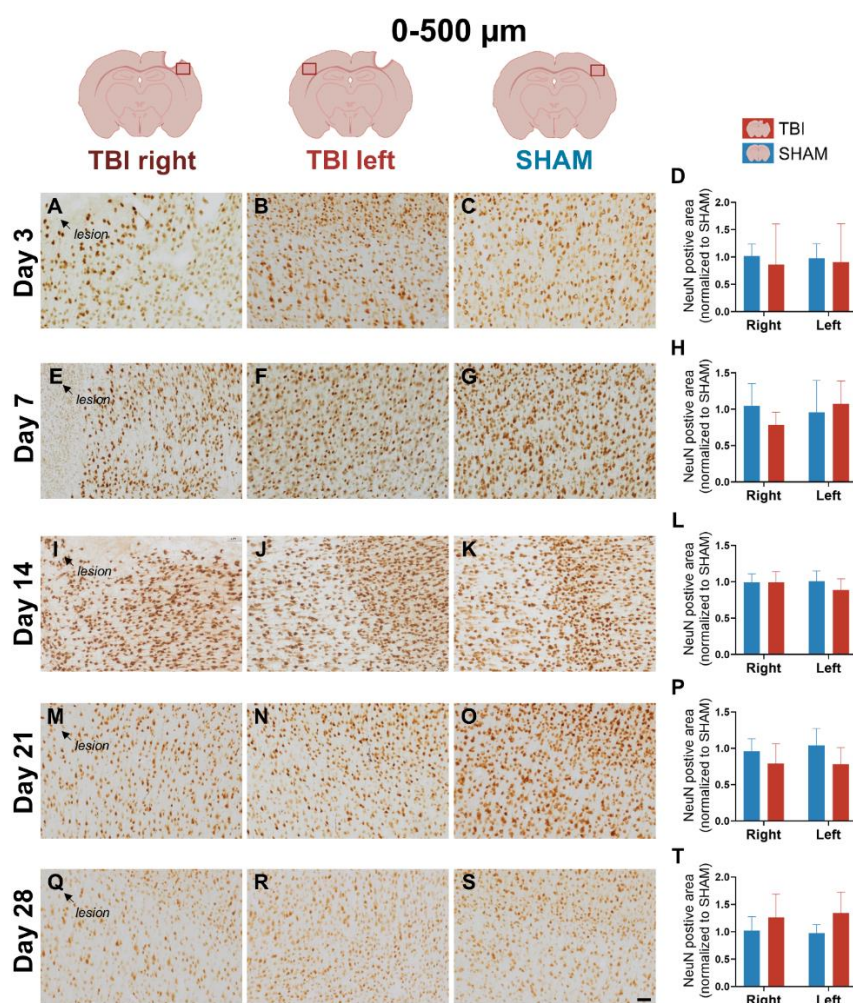 0-500 µm
TBI right
TBI left
SHAM
TBI
SHAM
Day 3
A
lesion
B
C
D
NeuN postive area
(normalized to SHAM)
2.0
1.5
1.0
0.5
0.0
Right
Left
Day 7
E
lesion
F
G
H
NeuN postive area
(normalized to SHAM)
1.5
1.0
0.5
0.0
Right
Left
Day 14
I
lesion
J
K
L
NeuN postive area
(normalized to SHAM)
1.5
1.0
0.5
0.0
Right
Left
Day 21
M
lesion
N
O
P
NeuN postive area
(normalized to SHAM)
1.5
1.0
0.5
0.0
Right
Left
Day 28
Q
lesion
R
S
T
NeuN postive area
(normalized to SHAM)
2.0
1.5
1.0
0.5
0.0
Right
Left